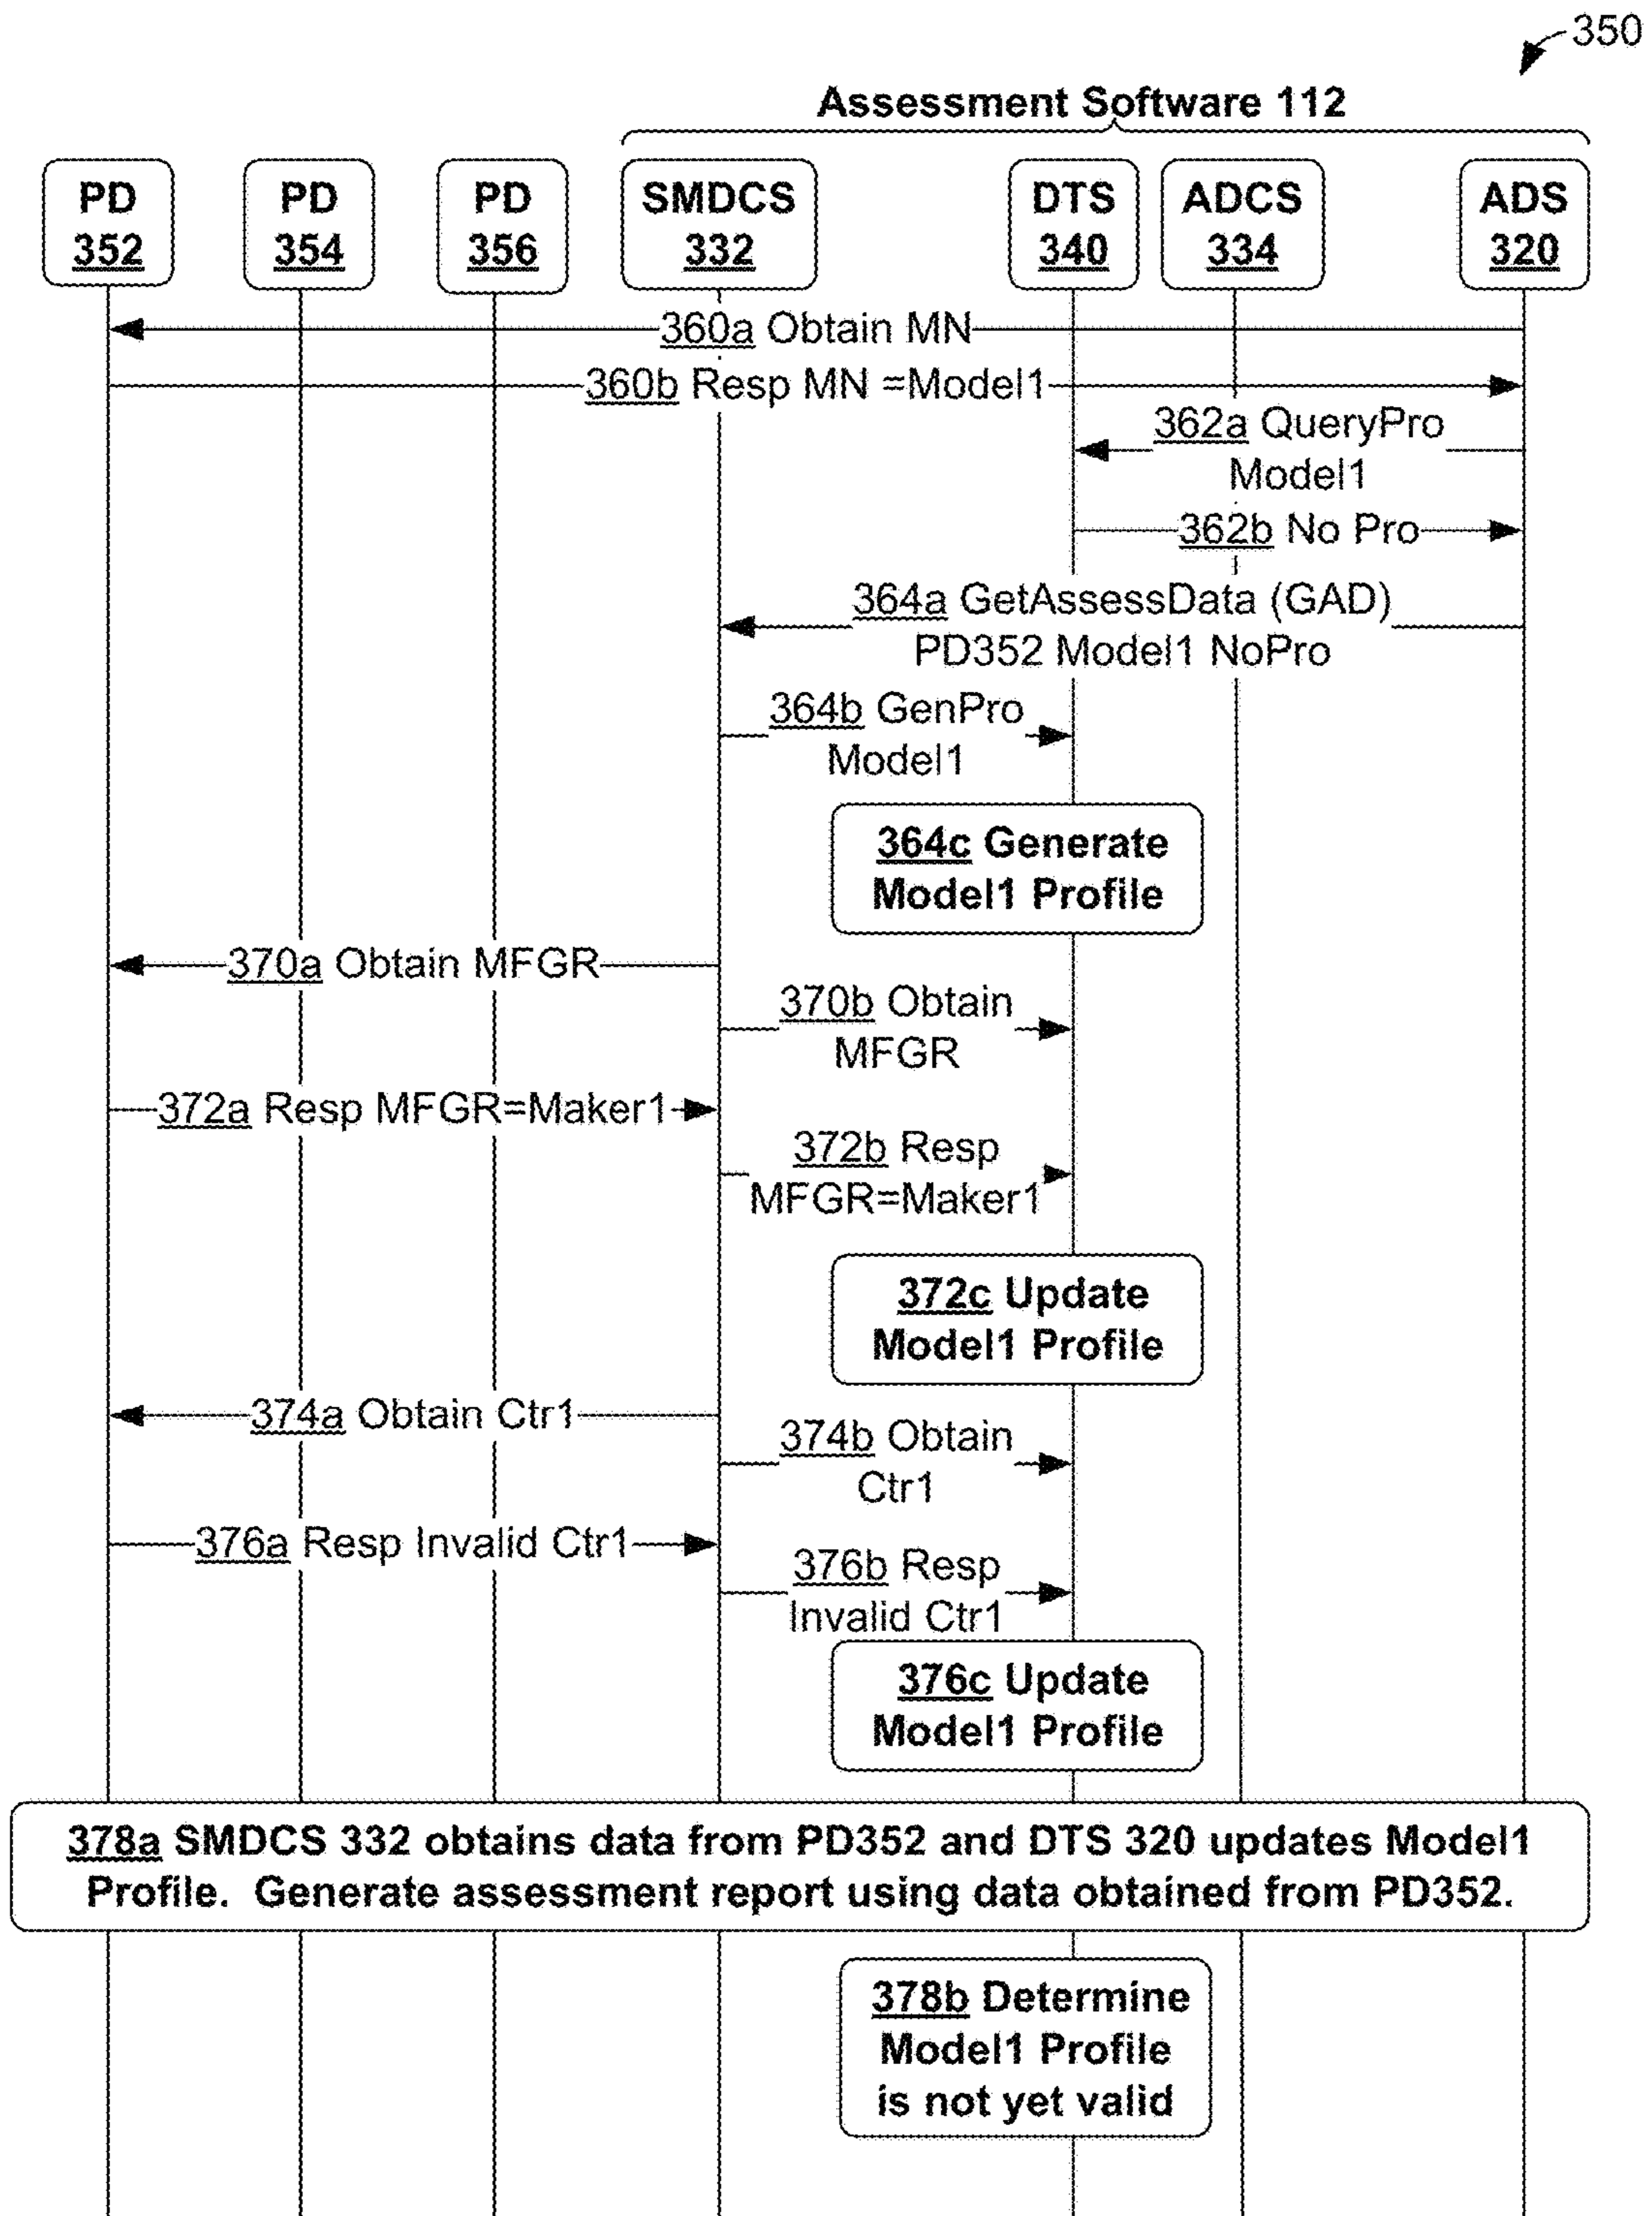 350
Assessment Software 112
PD
352
PD
354
PD
356
SMDCS
332
DTS
340
ADCS
334
ADS
320
360a Obtain MN
360b Resp MN =Model1
362a QueryPro
Model1
362b No Pro
364a GetAssessData (GAD)
PD352 Model1 NoPro
364b GenPro
Model1
364c Generate
Model1 Profile
370a Obtain MFGR
370b Obtain
MFGR
372a Resp MFGR=Maker1
372b Resp
MFGR=Maker1
372c Update
Model1 Profile
374a Obtain Ctr1
374b Obtain
Ctr1
376a Resp Invalid Ctr1
376b Resp
Invalid Ctr1
376c Update
Model1 Profile
378a SMDCS 332 obtains data from PD352 and DTS 320 updates Model1
Profile. Generate assessment report using data obtained from PD352.
378b Determine
Model1 Profile
is not yet valid